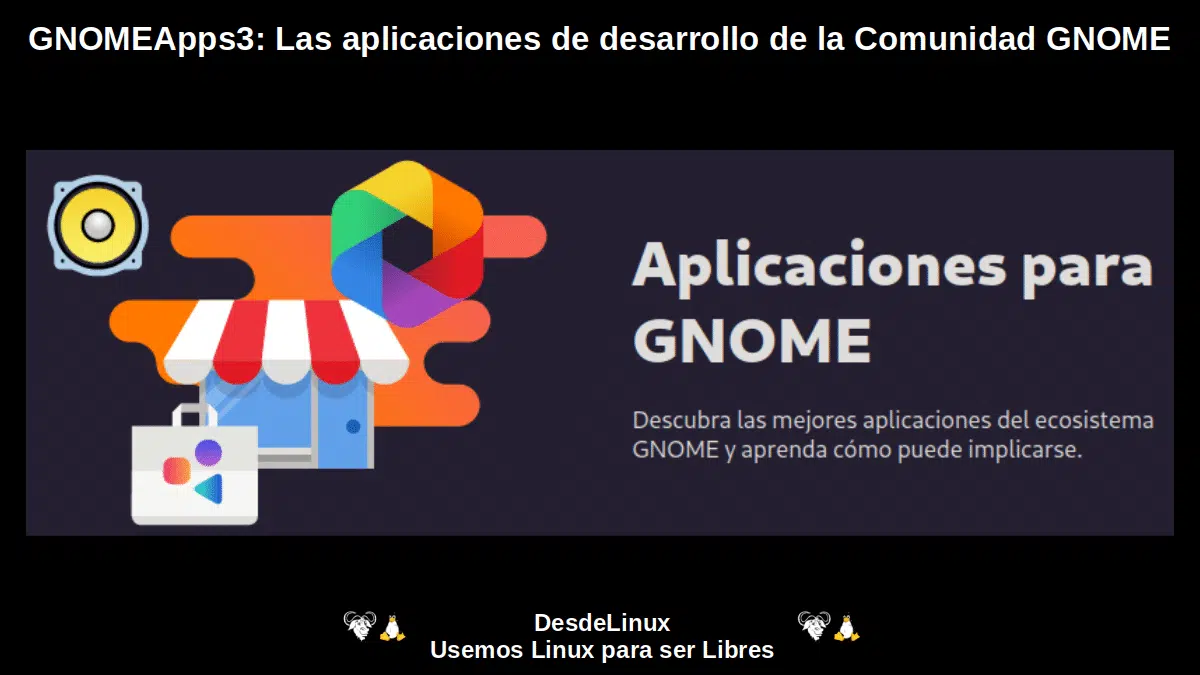 GNOMEApps3: Las aplicaciones de desarrollo de la Comunidad GNOME
Aplicaciones para
GNOME
Descubra las mejores aplicaciones del ecosistema
GNOME y aprenda cómo puede implicarse.
DesdeLinux
Usemos Linux para ser Libres